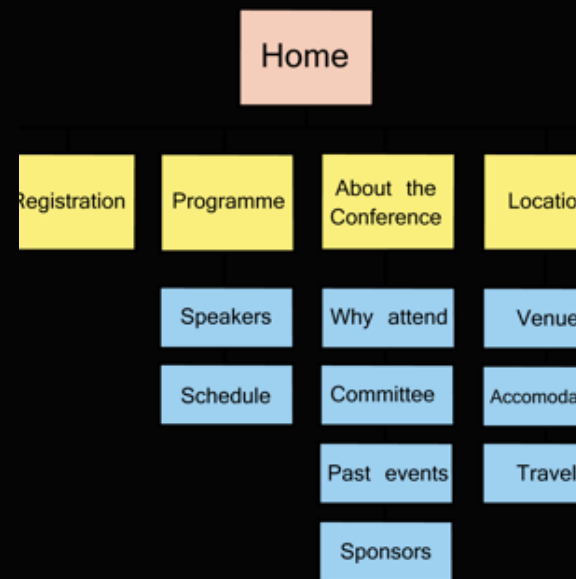 Home
Registration
Programme
About the
Conference
Locatio
Speakers
Why attend
Venue
Schedule
Committee
Accomoda
Past events
Travel
Sponsors